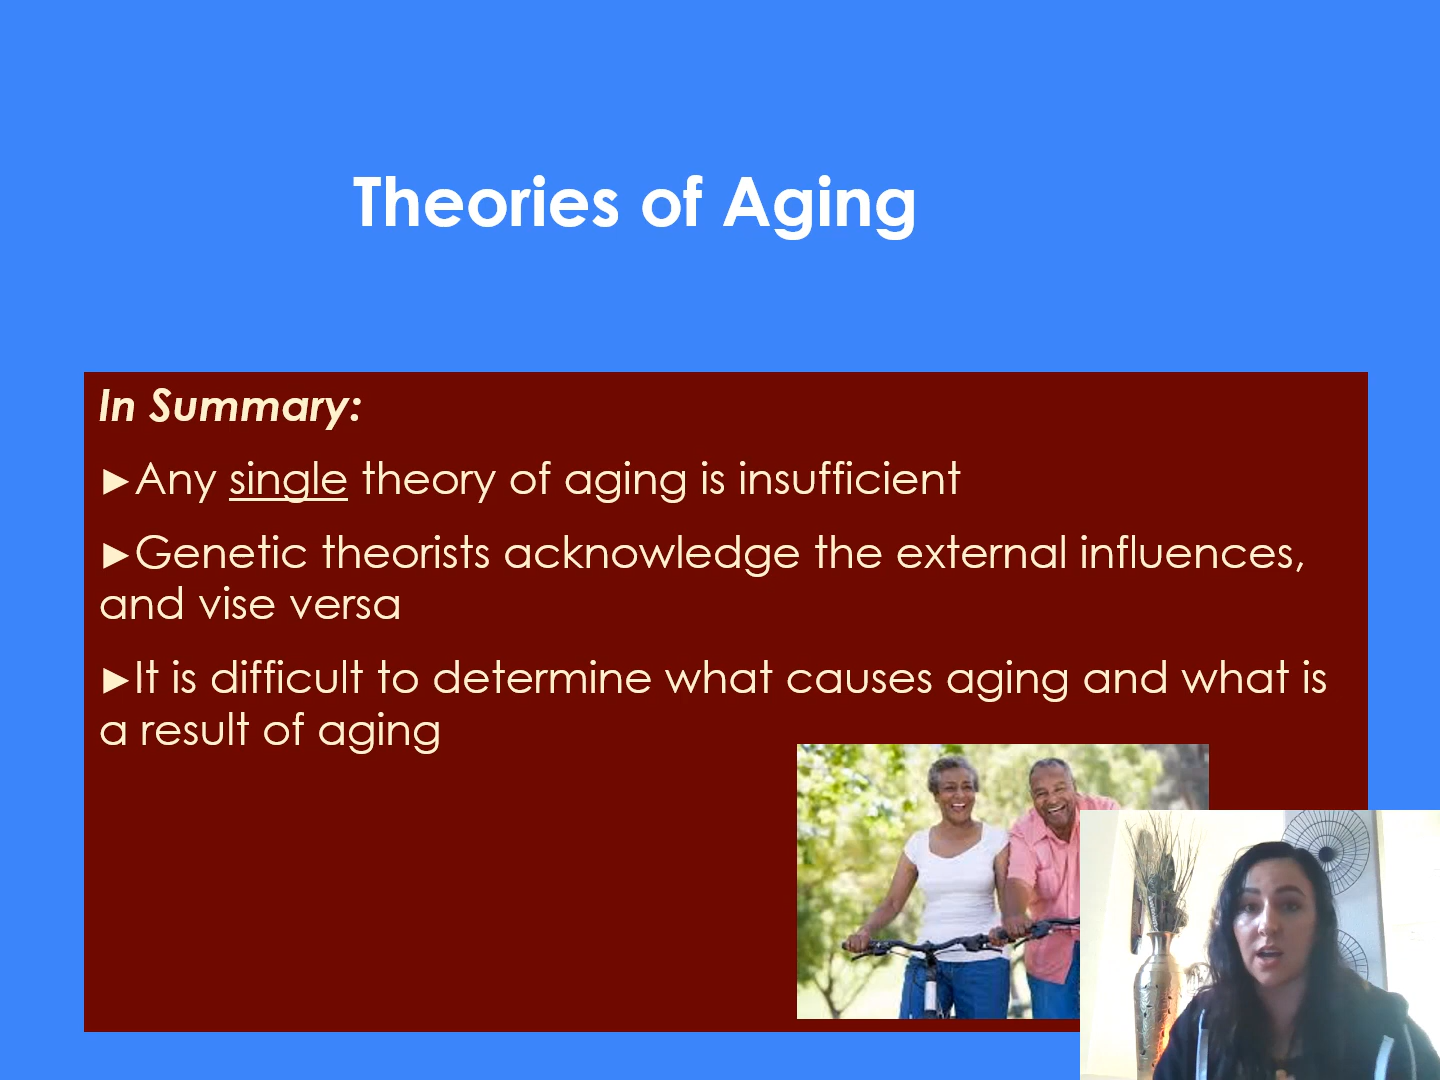 Theories of Aging
In Summary:
►Any single theory of aging is insufficient
►Genetic theorists acknowledge the external influences,
and vise versa
►It is difficult to determine what causes aging and what is
a result of aging